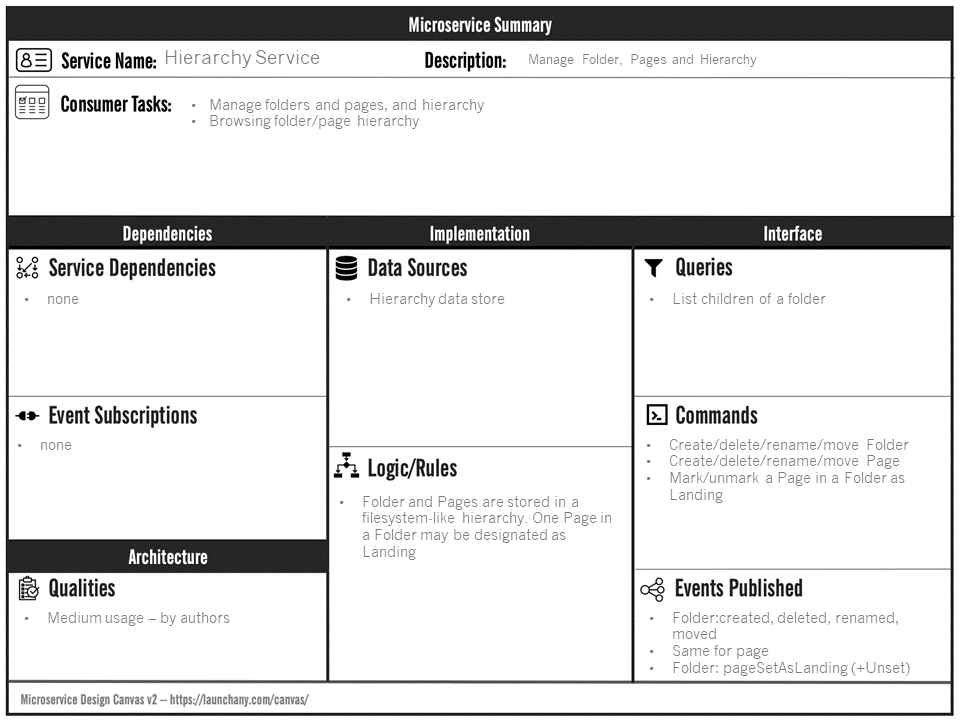 Microservice Summary
Service Name: Hierarchy Service
Description: Manage Folder, Pages and Hierarchy
Consumer Tasks:
• Manage folders and pages, and hierarchy
• Browsing folder/page hierarchy
Dependencies
Service Dependencies
• none
Event Subscriptions
• none
Architecture
Qualities
• Medium usage – by authors
Implementation
Data Sources
• Hierarchy data store
Logic/Rules
• Folder and Pages are stored in a
filesystem-like hierarchy. One Page in
a Folder may be designated as
Landing
Interface
Queries
• List children of a folder
Commands
• Create/delete/rename/move Folder
• Create/delete/rename/move Page
• Mark/unmark a Page in a Folder as
Landing
Events Published
• Folder:created, deleted, renamed,
moved
• Same for page
• Folder: pageSetAsLanding (+Unset)
Microservice Design Canvas v2 – https://launchany.com/canvas/